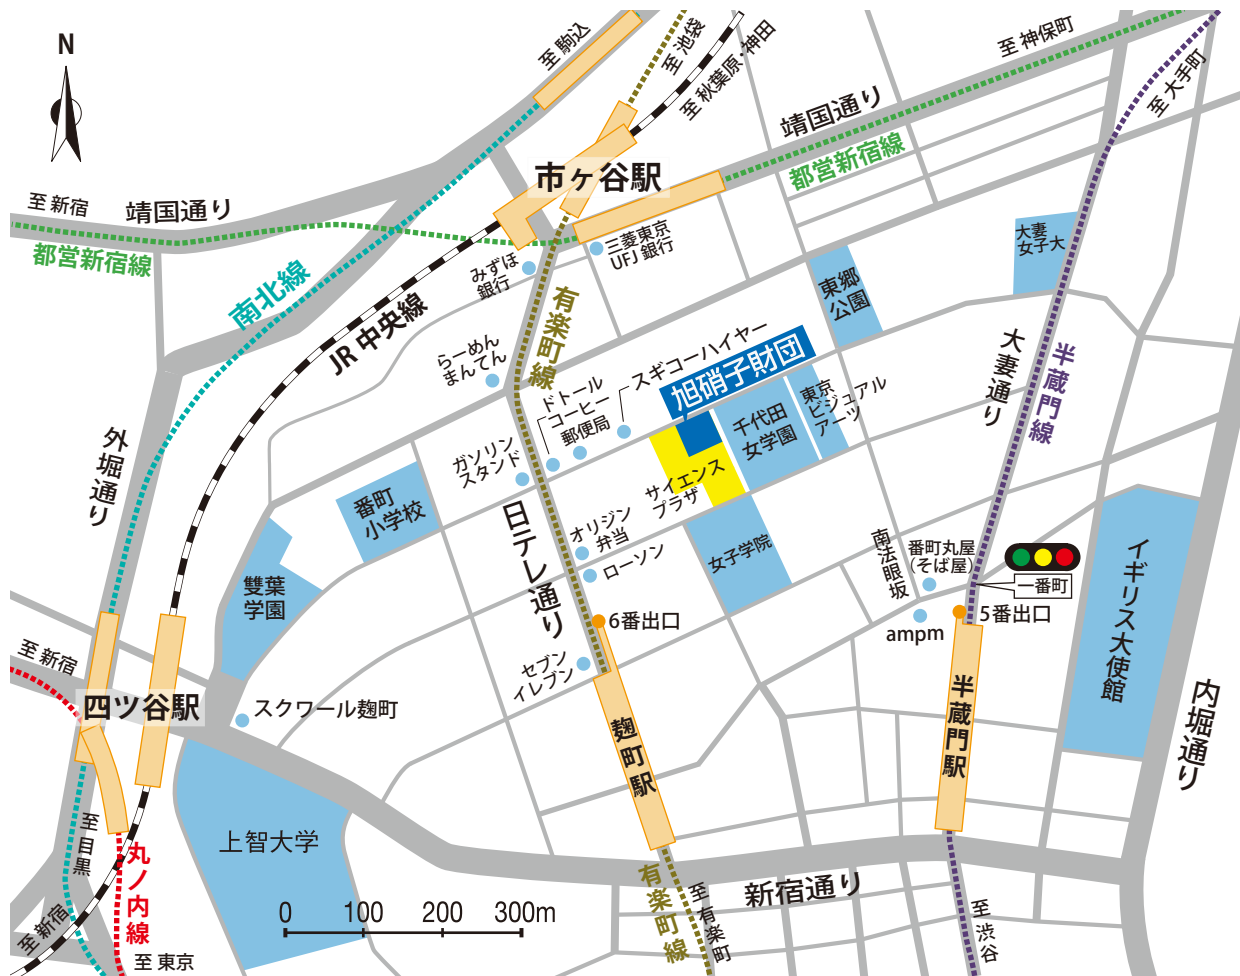 N
至 駒込
至 池袋
至 秋葉原・神田
至 神保町
至 大手町
靖国通り
都営新宿線
市ヶ谷駅
至 新宿
靖国通り
都営新宿線
南北線
JR 中央線
みずほ
銀行
三菱東京
UFJ 銀行
大妻
女子大
東郷
公園
有楽町線
らーめん
まんてん
ドトール
コーヒー
郵便局
スギコーハイヤー
旭硝子財団
千代田
女学園
東京
ビジュアル
アーツ
大妻通り
半蔵門線
外堀通り
ガソリン
スタンド
サイエンス
プラザ
番町
小学校
日テレ通り
オリジン
弁当
ローソン
女子学院
南法眼坂
番町丸屋
(そば屋)
一番町
イギリス大使館
雙葉
学園
6番出口
ampm
5番出口
セブン
イレブン
至 新宿
四ツ谷駅
スクワール麹町
麹町駅
半蔵門駅
内堀通り
至 目黒
丸ノ内線
上智大学
新宿通り
有楽町線
至 有楽町
至 渋谷
0 100 200 300m
至 新宿
至 東京